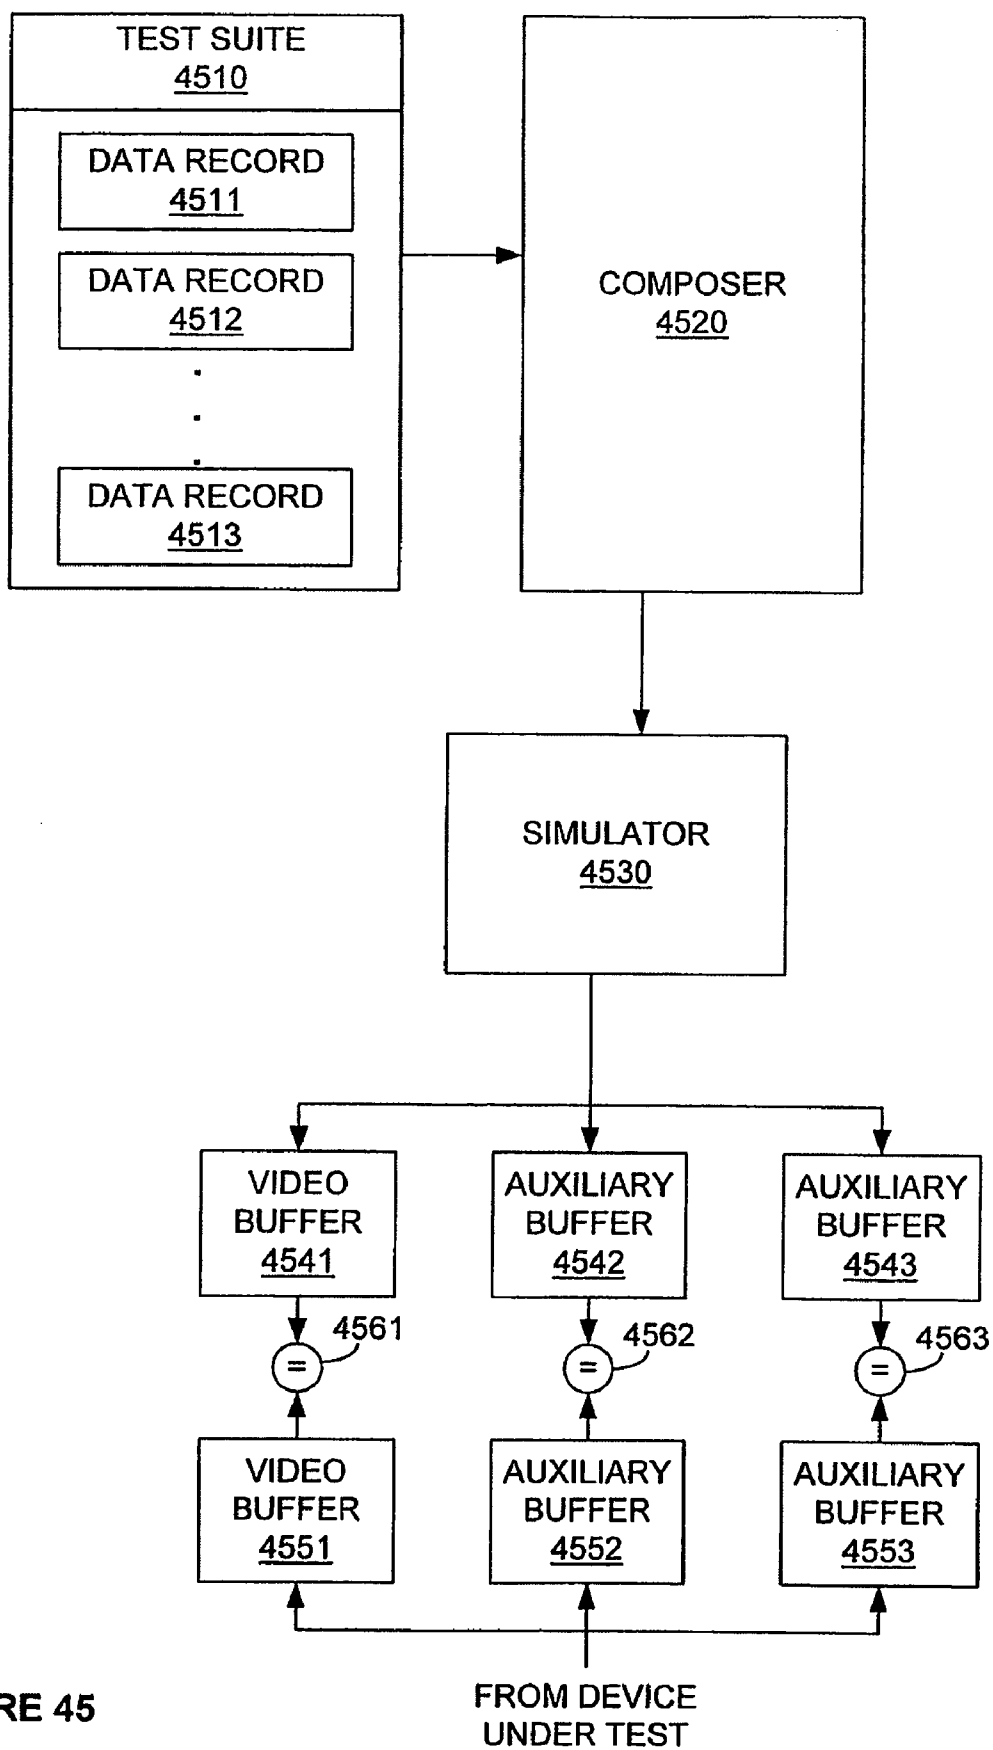 TEST SUITE
4510
DATA RECORD
4511
DATA RECORD
4512
DATA RECORD
4513
COMPOSER
4520
SIMULATOR
4530
VIDEO
BUFFER
4541
AUXILIARY
BUFFER
4542
AUXILIARY
BUFFER
4543
= 4561
= 4562
= 4563
VIDEO
BUFFER
4551
AUXILIARY
BUFFER
4552
AUXILIARY
BUFFER
4553
FROM DEVICE
UNDER TEST
RE 45